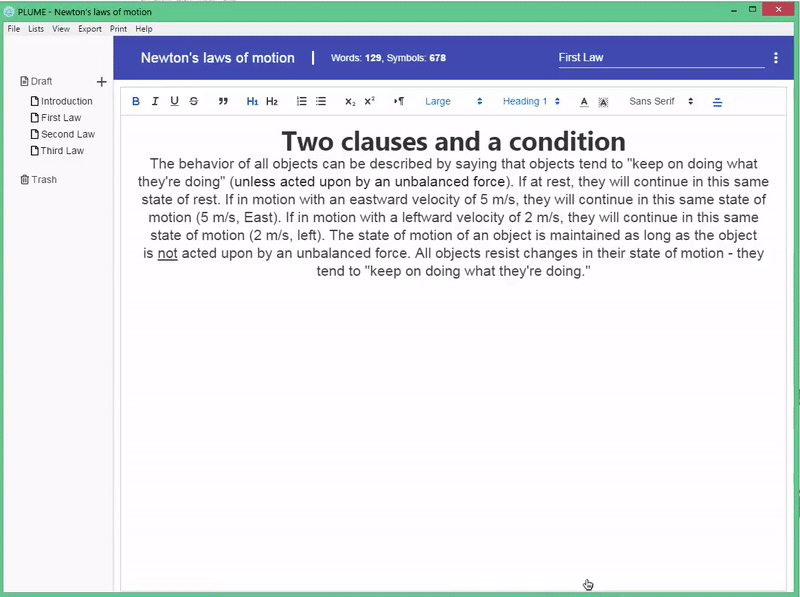 PLUME - Newton's laws of motion
File Lists View Export Print Help
Newton's laws of motion | Words: 129, Symbols: 678 First Law
Draft +
Introduction
First Law
Second Law
Third Law
Trash
B I U S ” H1 H2 X₂ X² ¶ Large Heading 1 A A Sans Serif
Two clauses and a condition
The behavior of all objects can be described by saying that objects tend to "keep on doing what
they're doing" (unless acted upon by an unbalanced force). If at rest, they will continue in this same
state of rest. If in motion with an eastward velocity of 5 m/s, they will continue in this same state of
motion (5 m/s, East). If in motion with a leftward velocity of 2 m/s, they will continue in this same
state of motion (2 m/s, left). The state of motion of an object is maintained as long as the object
is not acted upon by an unbalanced force. All objects resist changes in their state of motion - they
tend to "keep on doing what they're doing."